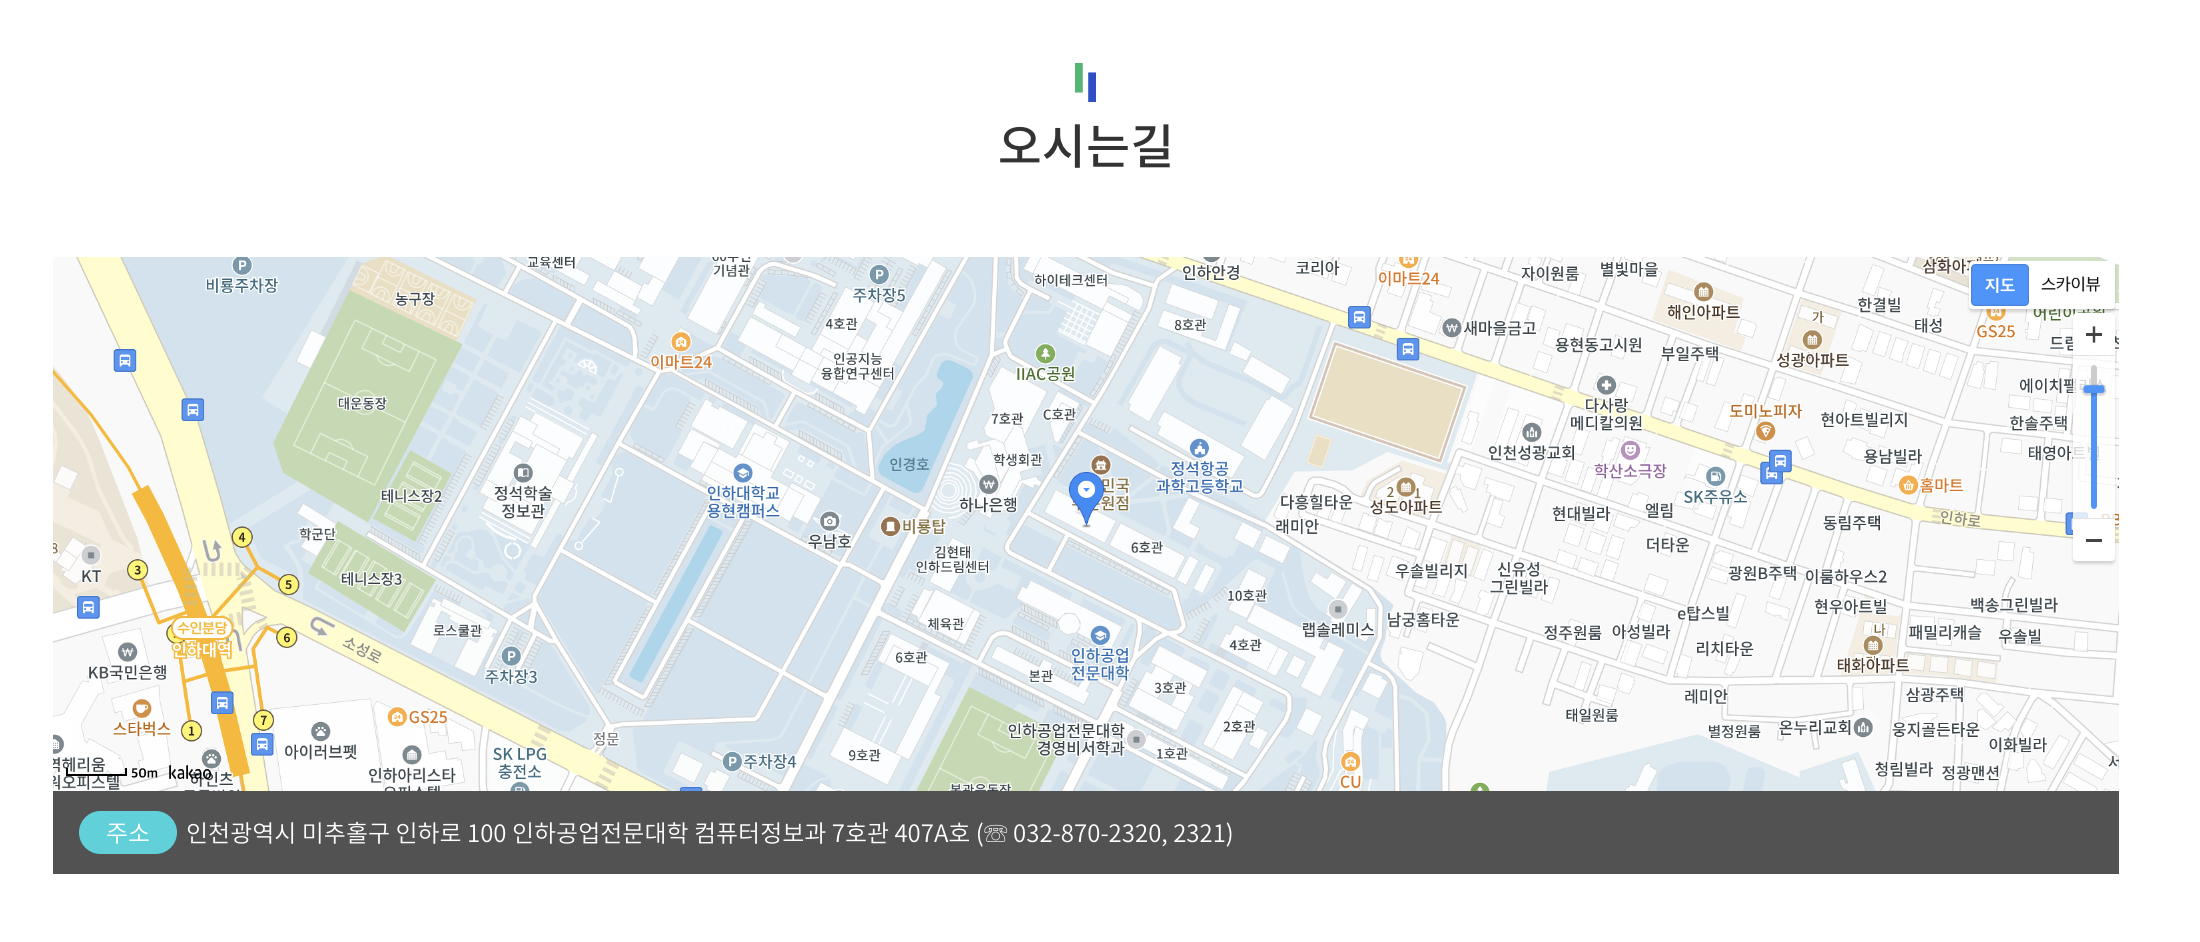 오시는길
비룡주차장
교육센터
기념관
주차장5
하이테크센터
인하안경
코리아
이마트24
자이원룸
별빛마을
지도
스카이뷰
농구장
4호관
8호관
새마을금고
해인아파트
가
한결빌
태성
GS25
이마트24
인공지능
융합연구센터
IIAC공원
용현동고시원
부일주택
성광아파트
대운동장
7호관
C호관
다사랑
메디칼의원
도미노피자
현아트빌리지
한솔주택
인경호
학생회관
정석항공
과학고등학교
인천성광교회
학산소극장
용남빌라
테니스장2
정석학술
정보관
인하대학교
용현캠퍼스
하나은행
다흥힐타운
2
1
성도아파트
SK주유소
홈마트
학군단
우남호
비룡탑
래미안
현대빌라
엘림
동림주택
인하로
4
3
5
KT
테니스장3
김현태
인하드림센터
6호관
우솔빌리지
신유성
그린빌라
더타운
광원B주택
이룸하우스2
10호관
수인분당
인하대역
6
로스쿨관
체육관
랩솔레미스
남궁홈타운
e탑스빌
현우아트빌
백송그린빌라
소성로
KB국민은행
주차장3
6호관
인하공업
전문대학
4호관
정주원룸
아성빌라
리치타운
나
태화아파트
패밀리캐슬
우솔빌
본관
3호관
레미안
삼광주택
스타벅스
1
7
GS25
아이러브펫
정문
인하공업전문대학
경영비서학과
2호관
태일원룸
별정원룸
온누리교회
웅지골든타운
인하아리스타
SK LPG
충전소
주차장4
9호관
1호관
CU
이화빌라
청림빌라
정광맨션
50m
kakao
주소 인천광역시 미추홀구 인하로 100 인하공업전문대학 컴퓨터정보과 7호관 407A호 (☏ 032-870-2320, 2321)